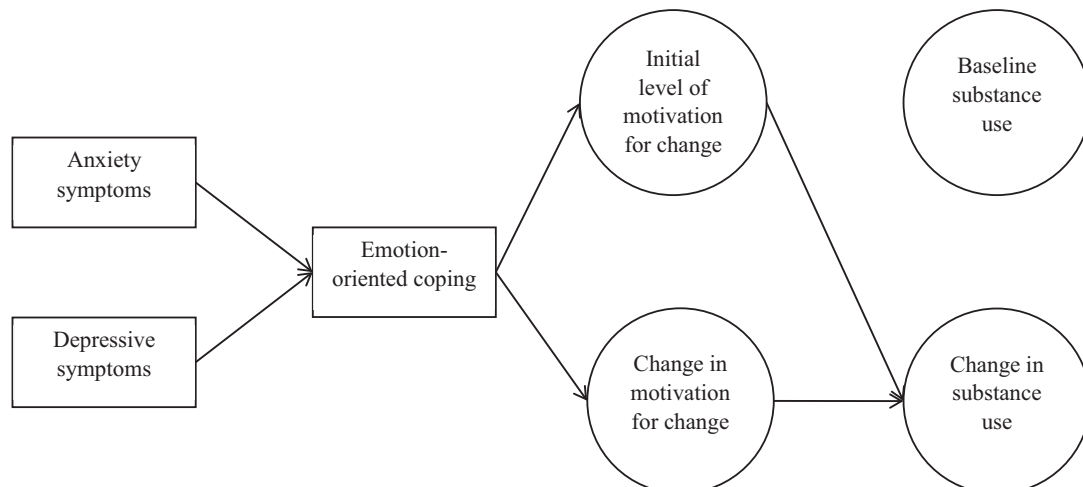 Anxiety
symptoms
Depressive
symptoms
Emotion-
oriented coping
Initial
level of
motivation
for change
Change in
motivation
for change
Baseline
substance
use
Change in
substance
use